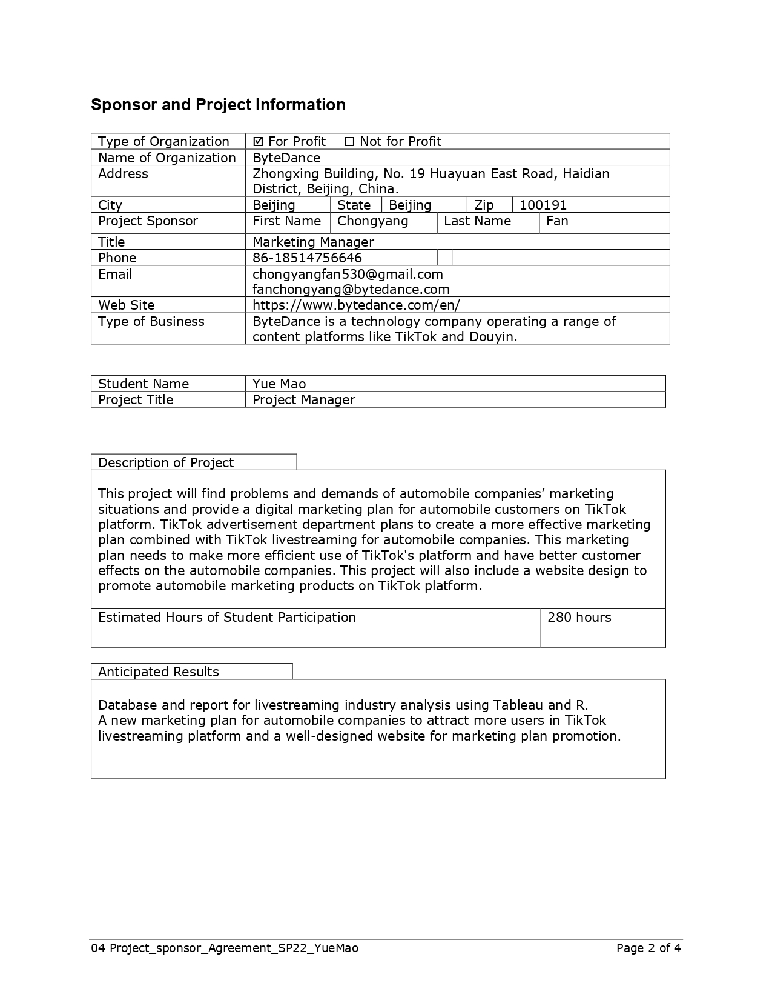 Sponsor and Project Information
Type of Organization ☑ For Profit ☐ Not for Profit
Name of Organization ByteDance
Address Zhongxing Building, No. 19 Huayuan East Road, Haidian
District, Beijing, China.
City Beijing State Beijing Zip 100191
Project Sponsor First Name Chongyang Last Name Fan
Title Marketing Manager
Phone 86-18514756646
Email chongyangfan530@gmail.com
fanchongyang@bytedance.com
Web Site https://www.bytedance.com/en/
Type of Business ByteDance is a technology company operating a range of
content platforms like TikTok and Douyin.
Student Name Yue Mao
Project Title Project Manager
Description of Project
This project will find problems and demands of automobile companies’ marketing
situations and provide a digital marketing plan for automobile customers on TikTok
platform. TikTok advertisement department plans to create a more effective marketing
plan combined with TikTok livestreaming for automobile companies. This marketing
plan needs to make more efficient use of TikTok's platform and have better customer
effects on the automobile companies. This project will also include a website design to
promote automobile marketing products on TikTok platform.
Estimated Hours of Student Participation 280 hours
Anticipated Results
Database and report for livestreaming industry analysis using Tableau and R.
A new marketing plan for automobile companies to attract more users in TikTok
livestreaming platform and a well-designed website for marketing plan promotion.
04 Project_sponsor_Agreement_SP22_YueMao Page 2 of 4